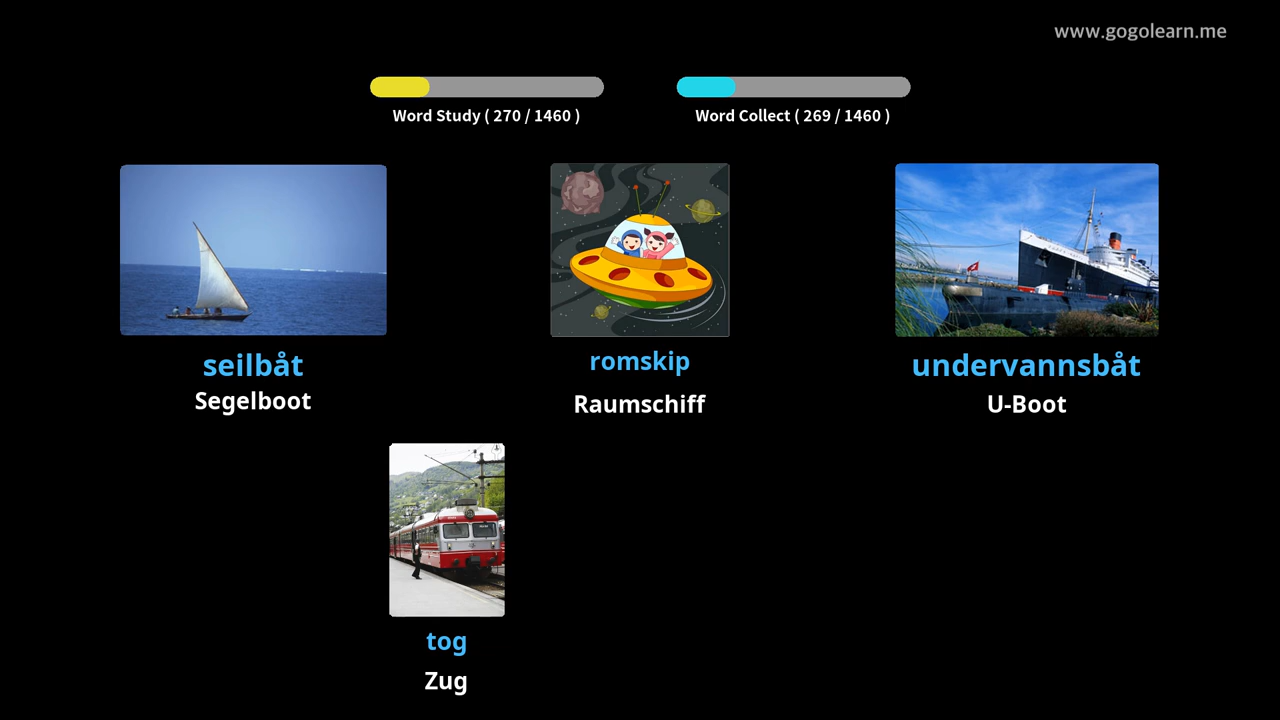 www.gogolearn.me
Word Study ( 270 / 1460 )
Word Collect ( 269 / 1460 )
seilbåt
Segelboot
romskip
Raumschiff
undervannsbåt
U-Boot
tog
Zug